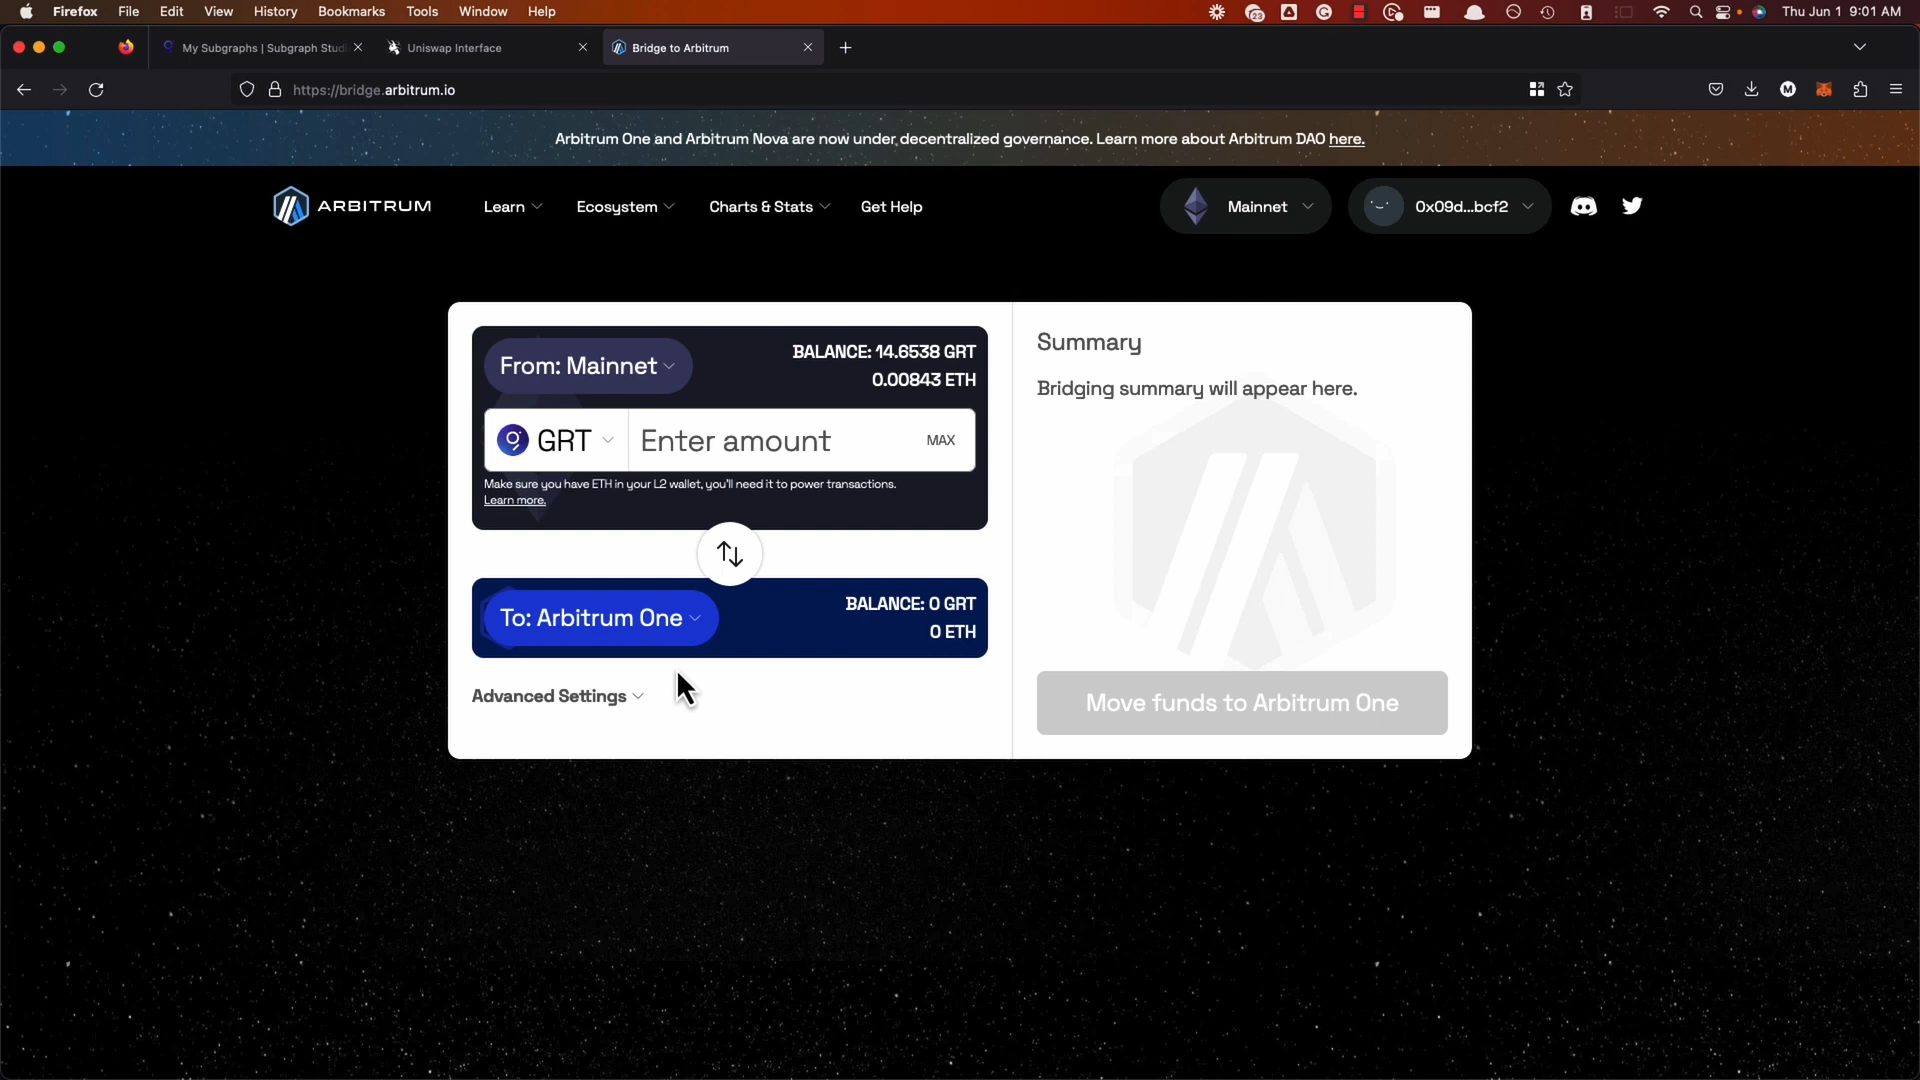 Firefox File Edit View History Bookmarks Tools Window Help 23 Thu Jun 1 9:01 AM
My Subgraphs | Subgraph Studi
Uniswap Interface
Bridge to Arbitrum
https://bridge.arbitrum.io
M
Arbitrum One and Arbitrum Nova are now under decentralized governance. Learn more about Arbitrum DAO here.
ARBITRUM Learn Ecosystem Charts & Stats Get Help Mainnet 0x09d...bcf2
From: Mainnet
BALANCE: 14.6538 GRT
0.00843 ETH
GRT Enter amount MAX
Make sure you have ETH in your L2 wallet, you'll need it to power transactions.
Learn more.
To: Arbitrum One
BALANCE: 0 GRT
0 ETH
Advanced Settings
Summary
Bridging summary will appear here.
Move funds to Arbitrum One